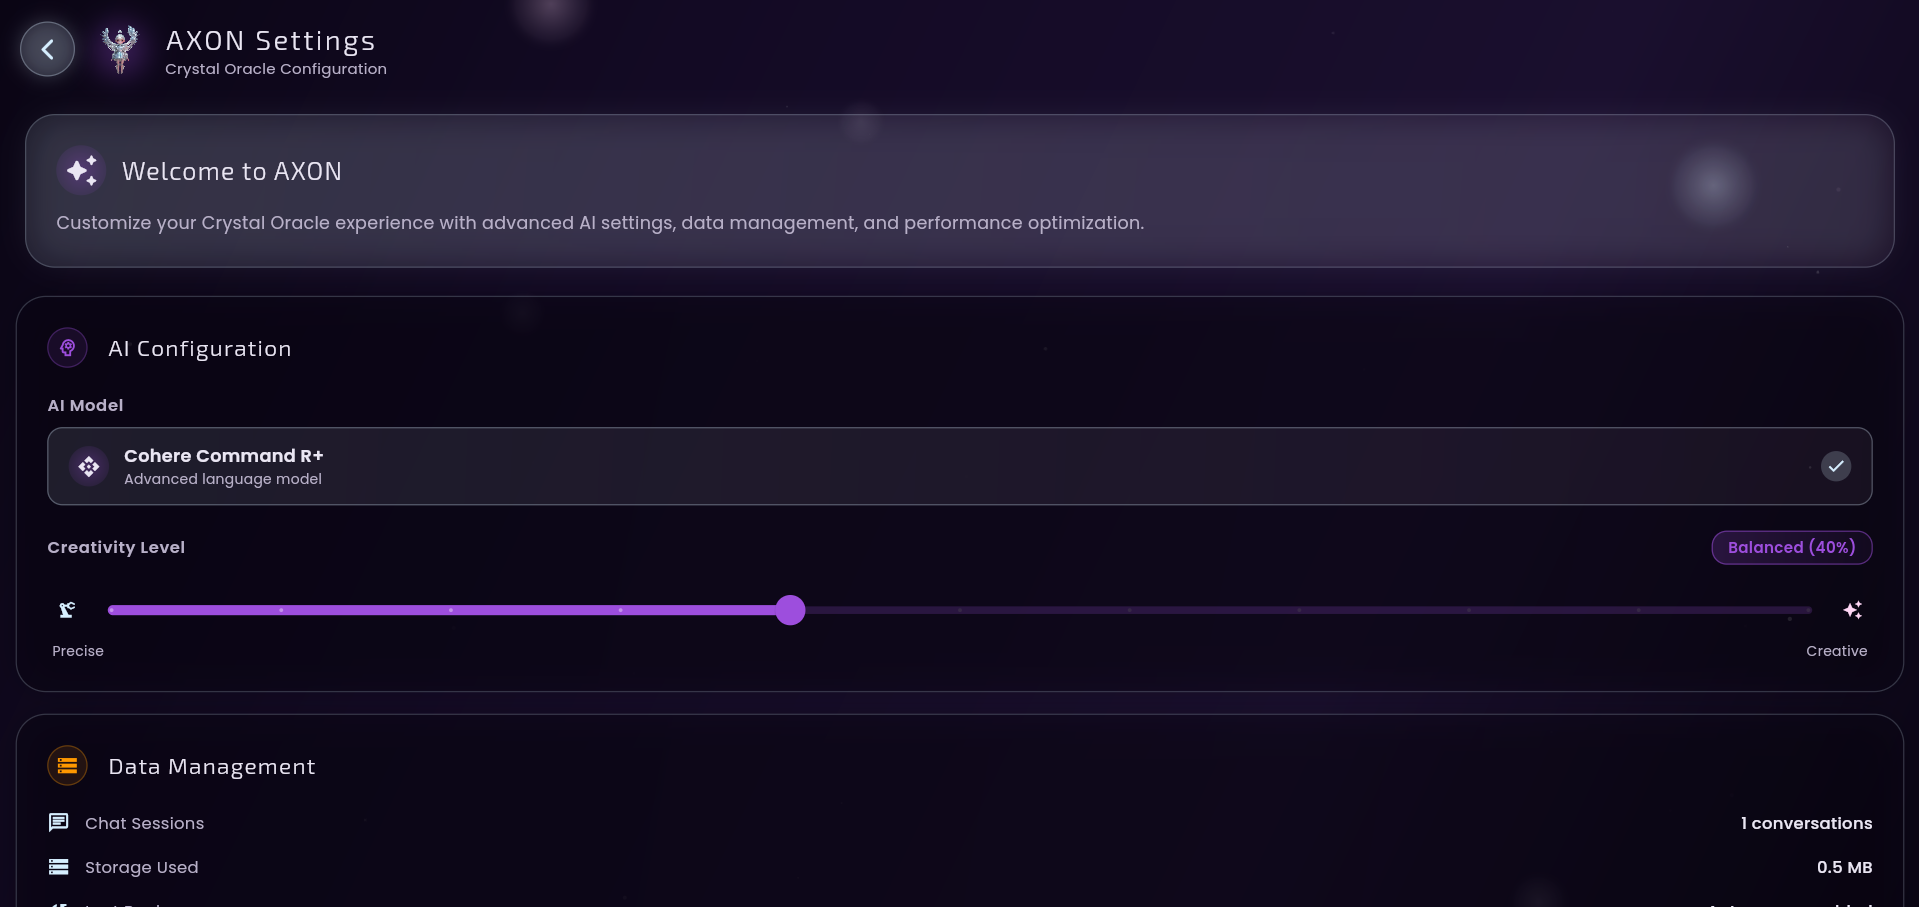 AXON Settings
Crystal Oracle Configuration
Welcome to AXON
Customize your Crystal Oracle experience with advanced AI settings, data management, and performance optimization.
AI Configuration
AI Model
Cohere Command R+
Advanced language model
Creativity Level
Balanced (40%)
Precise
Creative
Data Management
Chat Sessions
1 conversations
Storage Used
0.5 MB